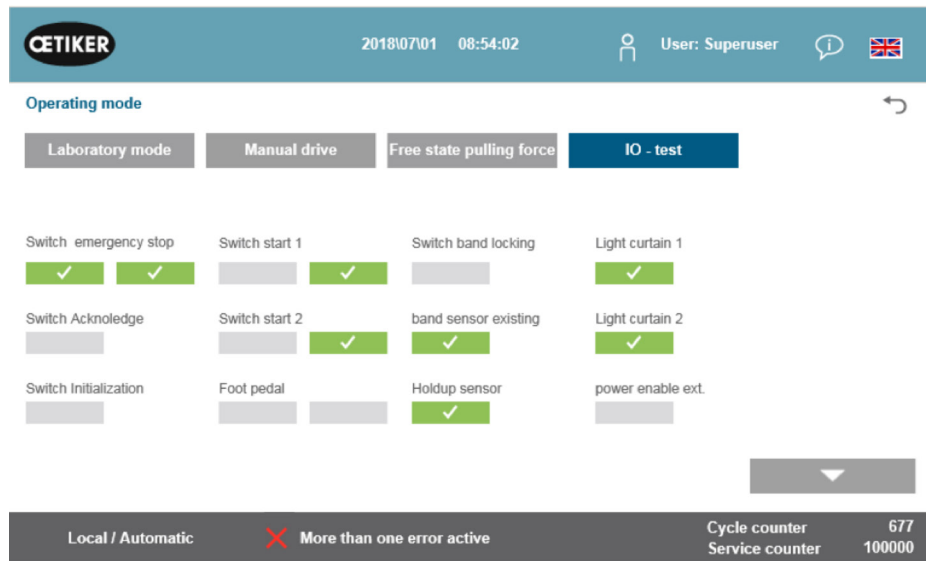 ŒTIKER
2018\07\01 08:54:02
User: Superuser
Operating mode
Laboratory mode
Manual drive
Free state pulling force
IO - test
Switch emergency stop
Switch start 1
Switch band locking
Light curtain 1
Switch Acknoledge
Switch start 2
band sensor existing
Light curtain 2
Switch Initialization
Foot pedal
Holdup sensor
power enable ext.
Local / Automatic
More than one error active
Cycle counter 677
Service counter 100000